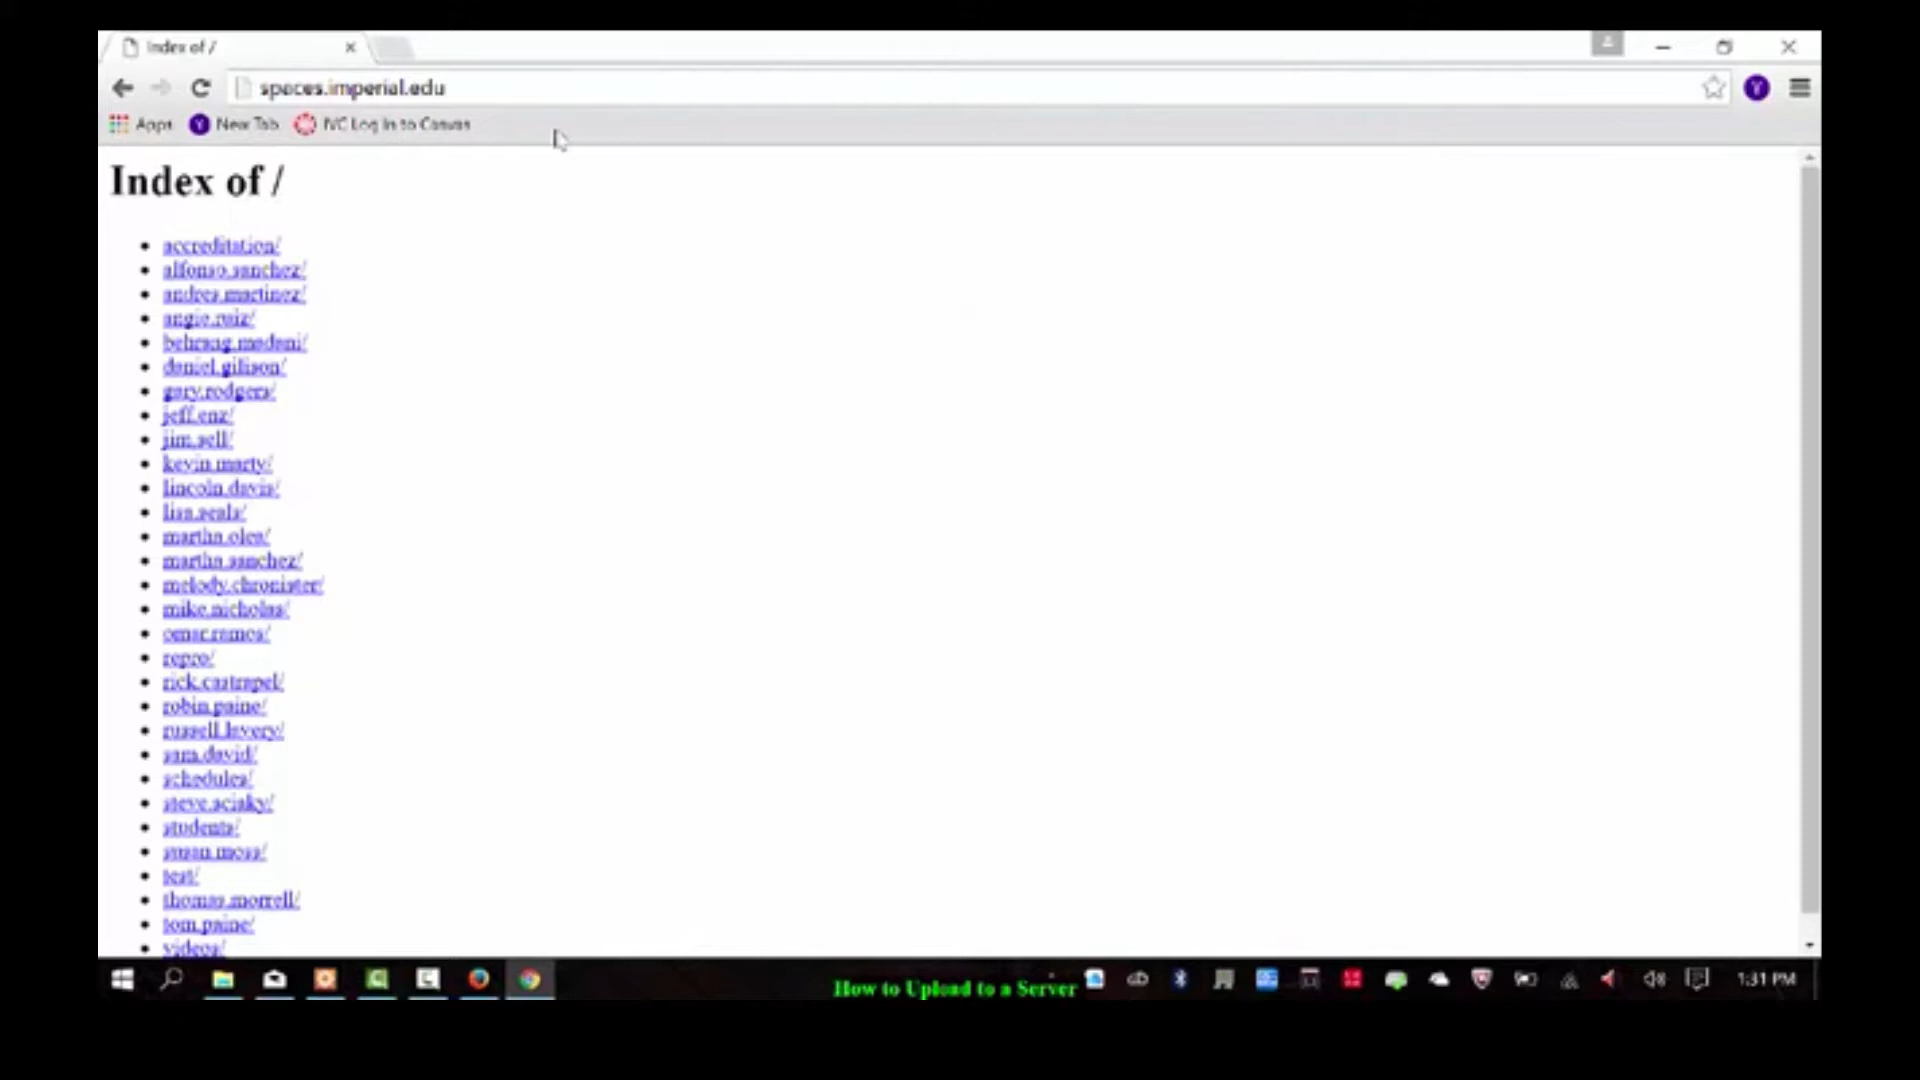 Index of /
spaces.imperial.edu
Apps New Tab IVC Log In to Canvas
Index of /
accreditation/
alfonso.sanchez/
andres.martinez/
angie.ruiz/
behrang.madani/
daniel.gilison/
gary.rodgers/
jeff.enz/
jim.sell/
kevin.marty/
lincoln.davis/
lisa.seals/
martha.olea/
martha.sanchez/
melody.chronister/
mike.nicholas/
omar.ramos/
repro/
rick.castrapel/
robin.paine/
russell.lavery/
sam.david/
schedules/
steve.sciaky/
students/
susan.moss/
test/
thomas.morrell/
tom.paine/
videos/
How to Upload to a Server
1:31 PM